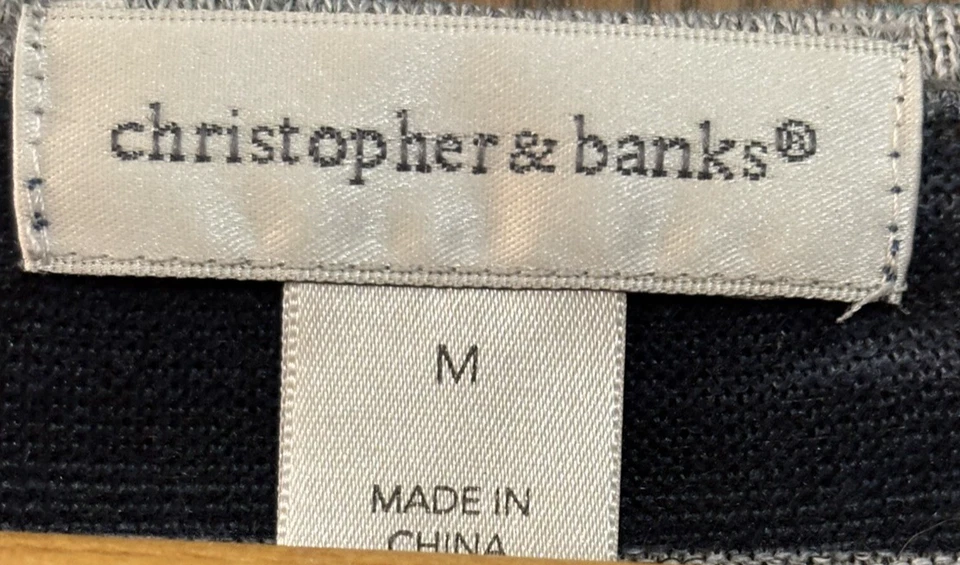 christopher & banks®
M
MADE IN
CHINA